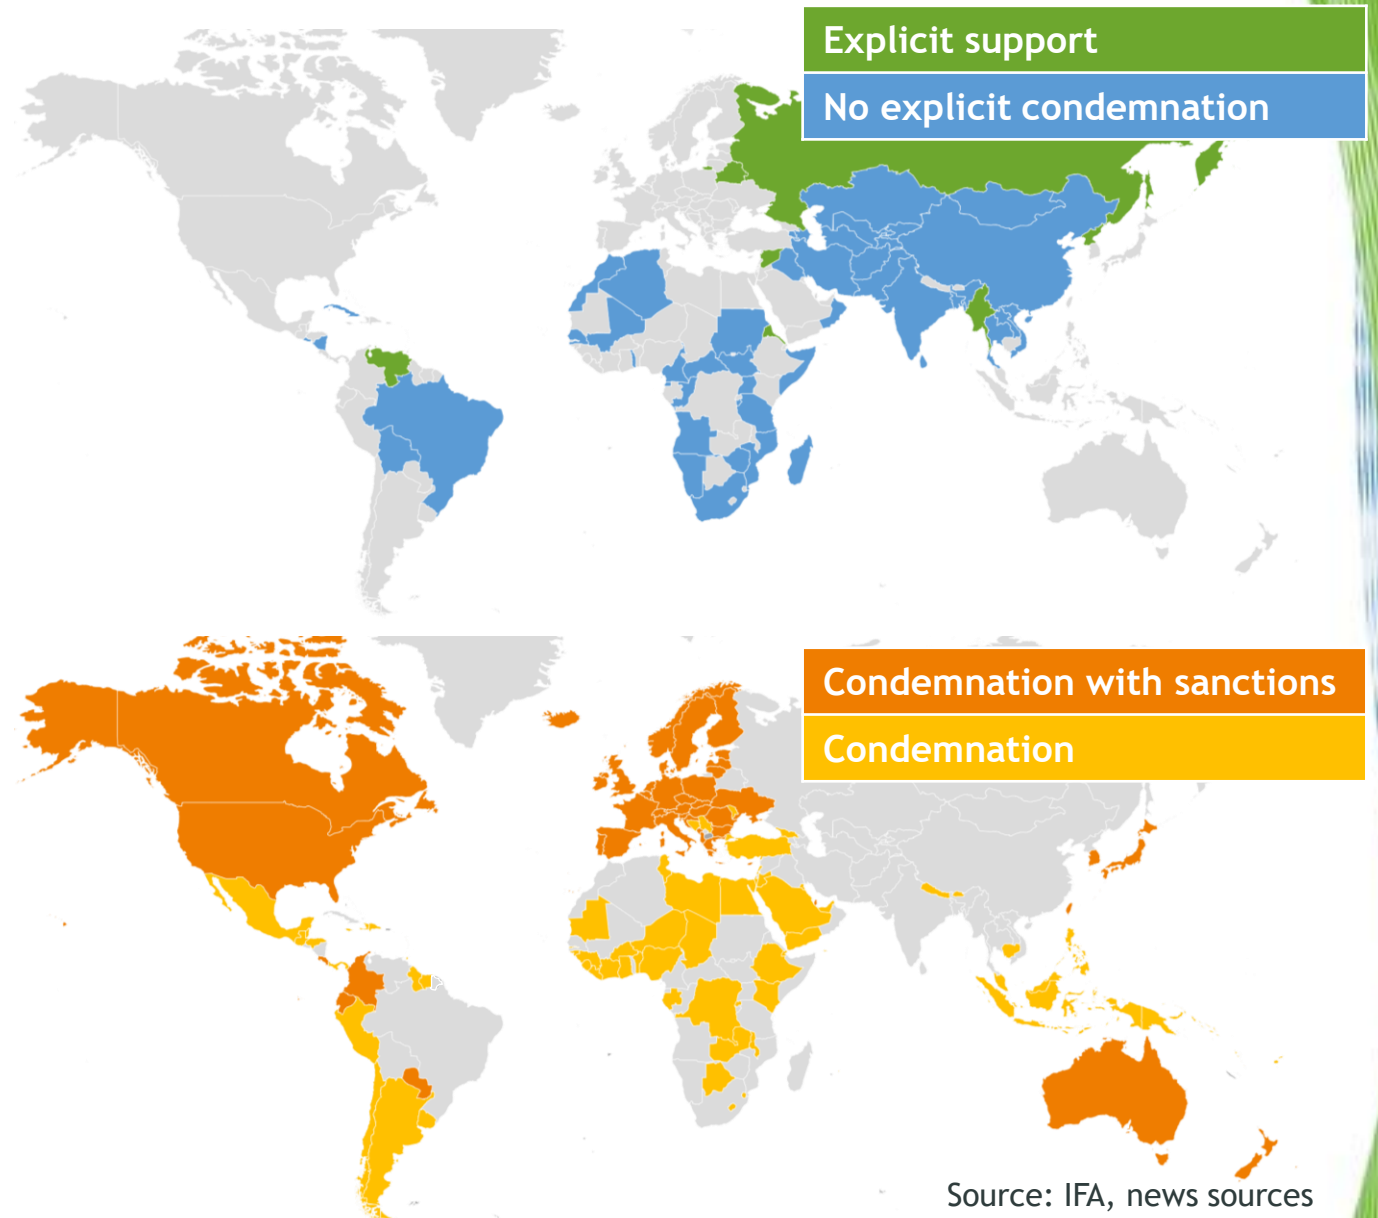 Explicit support
No explicit condemnation
Condemnation with sanctions
Condemnation
Source: IFA, news sources